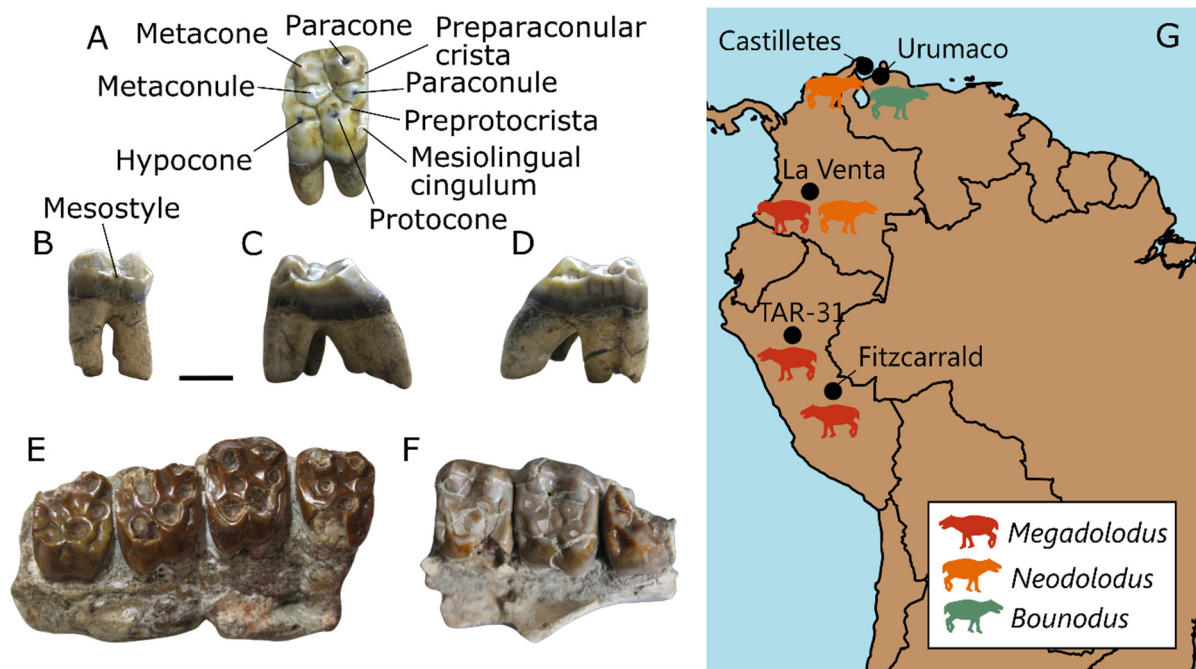 A
Metacone
Paracone
Preparaconular
crista
Metaconule
Paraconule
Preprotocrista
Hypocone
Mesiolingual
cingulum
Protocone
Mesostyle
B
C
D
E
F
G
Castilletes
Urumaco
La Venta
TAR-31
Fitzcarrald
Megadolodus
Neodolodus
Bounodus